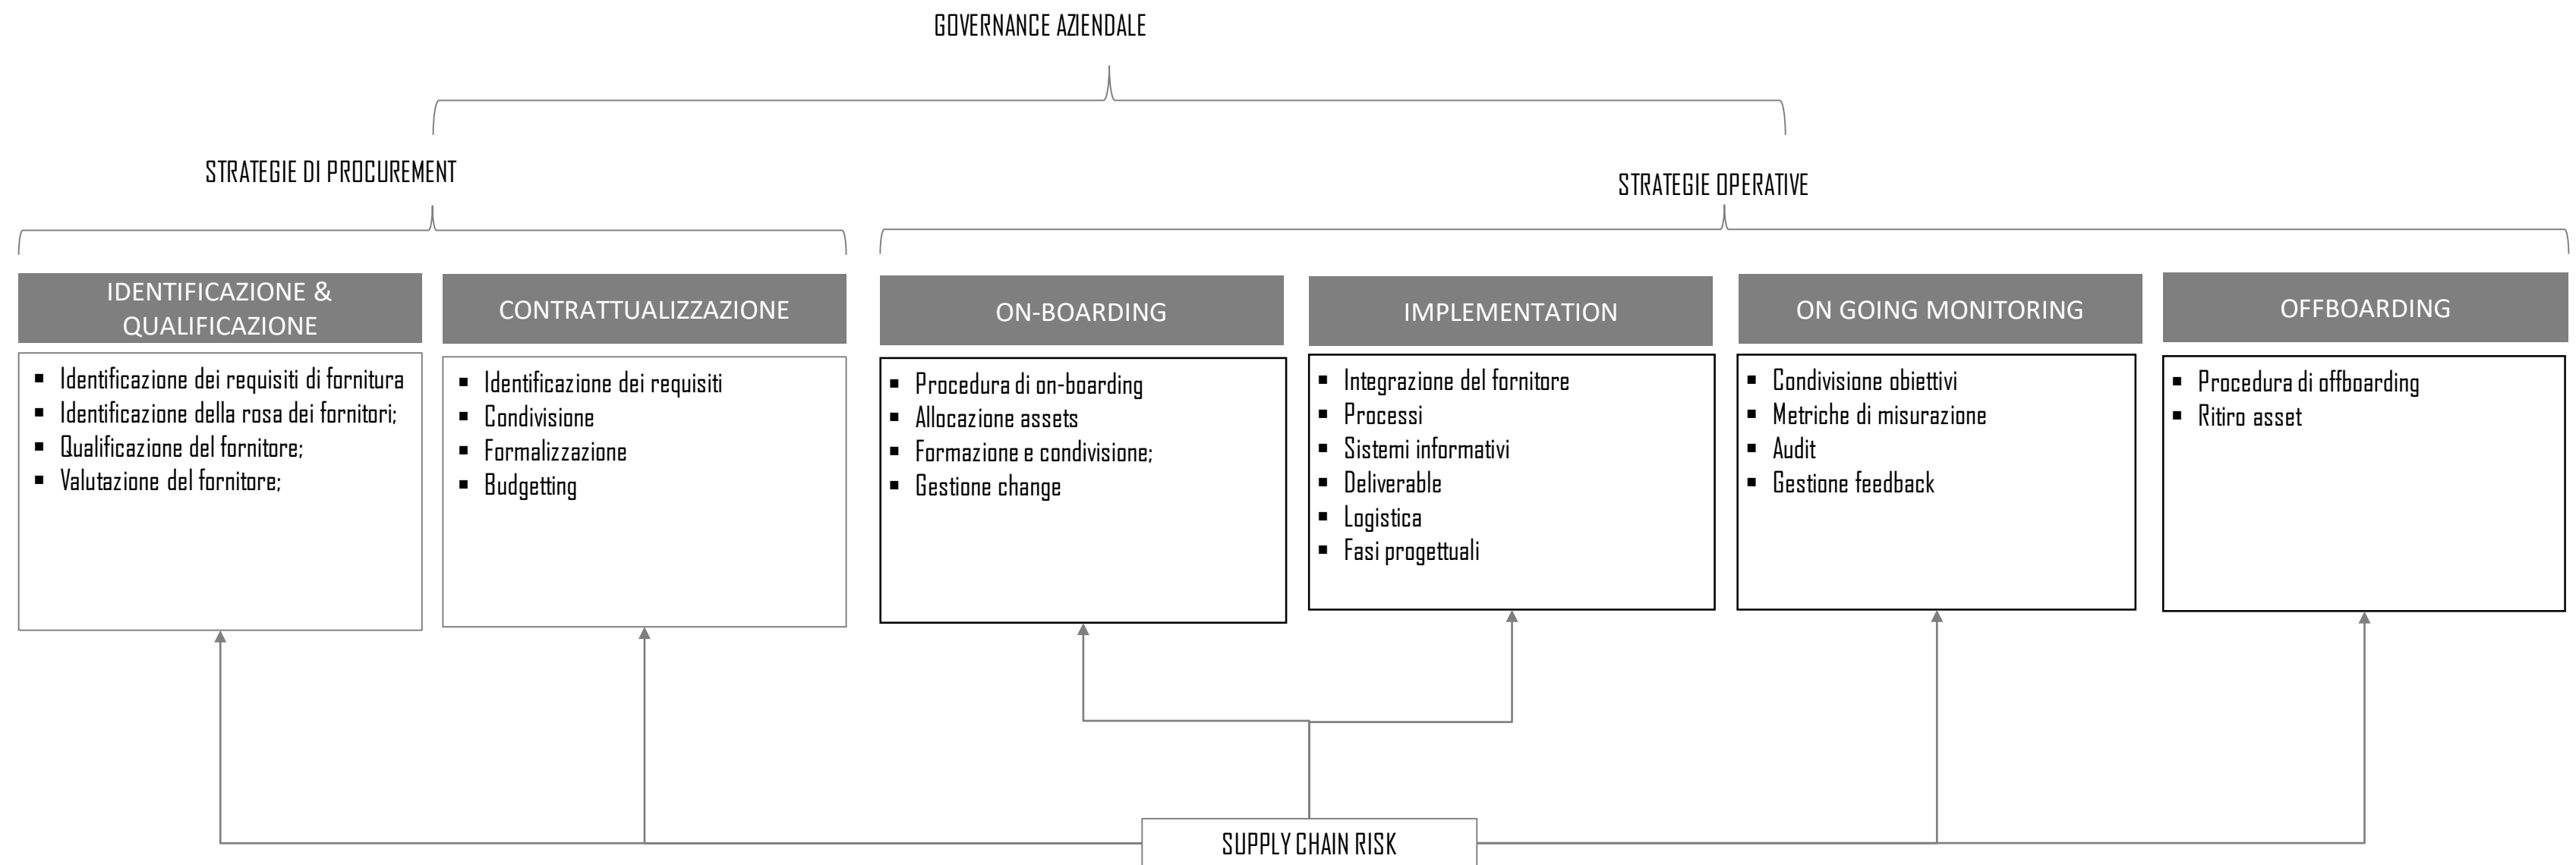 GOVERNANCE AZIENDALE
STRATEGIE DI PROCUREMENT
STRATEGIE OPERATIVE
IDENTIFICAZIONE &
QUALIFICAZIONE
▪ Identificazione dei requisiti di fornitura
▪ Identificazione della rosa dei fornitori;
▪ Qualificazione del fornitore;
▪ Valutazione del fornitore;
CONTRATTUALIZZAZIONE
▪ Identificazione dei requisiti
▪ Condivisione
▪ Formalizzazione
▪ Budgetting
ON-BOARDING
▪ Procedura di on-boarding
▪ Allocazione assets
▪ Formazione e condivisione;
▪ Gestione change
IMPLEMENTATION
▪ Integrazione del fornitore
▪ Processi
▪ Sistemi informativi
▪ Deliverable
▪ Logistica
▪ Fasi progettuali
ON GOING MONITORING
▪ Condivisione obiettivi
▪ Metriche di misurazione
▪ Audit
▪ Gestione feedback
OFFBOARDING
▪ Procedura di offboarding
▪ Ritiro asset
SUPPLY CHAIN RISK